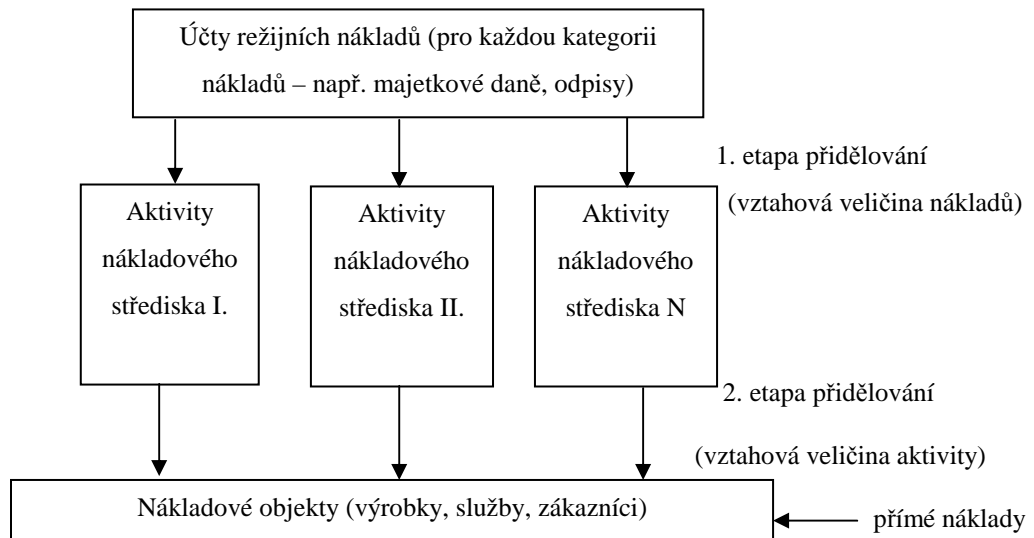 Účty režijních nákladů (pro každou kategorii
nákladů – např. majetkové daně, odpisy)
1. etapa přidělování
(vztahová veličina nákladů)
Aktivity
nákladového
střediska I.
Aktivity
nákladového
střediska II.
Aktivity
nákladového
střediska N
2. etapa přidělování
(vztahová veličina aktivity)
Nákladové objekty (výrobky, služby, zákazníci)
přímé náklady